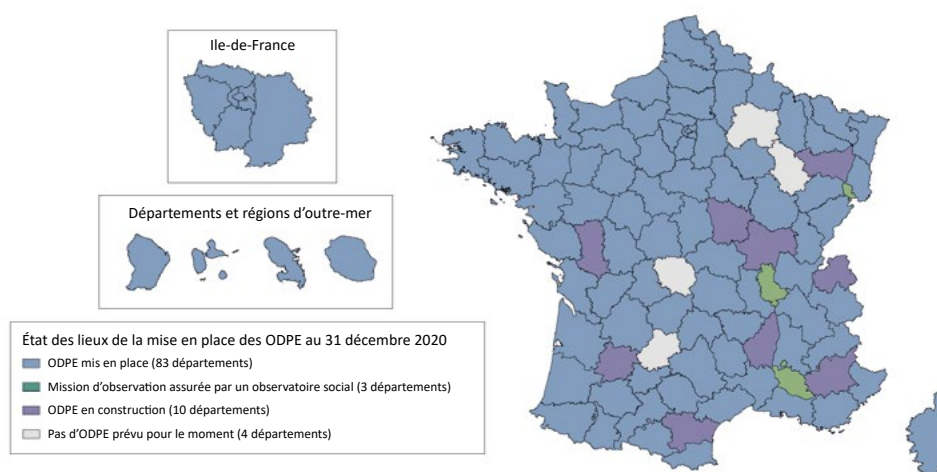 Ile-de-France
Départements et régions d’outre-mer
État des lieux de la mise en place des ODPE au 31 décembre 2020
ODPE mis en place (83 départements)
Mission d’observation assurée par un observatoire social (3 départements)
ODPE en construction (10 départements)
Pas d’ODPE prévu pour le moment (4 départements)